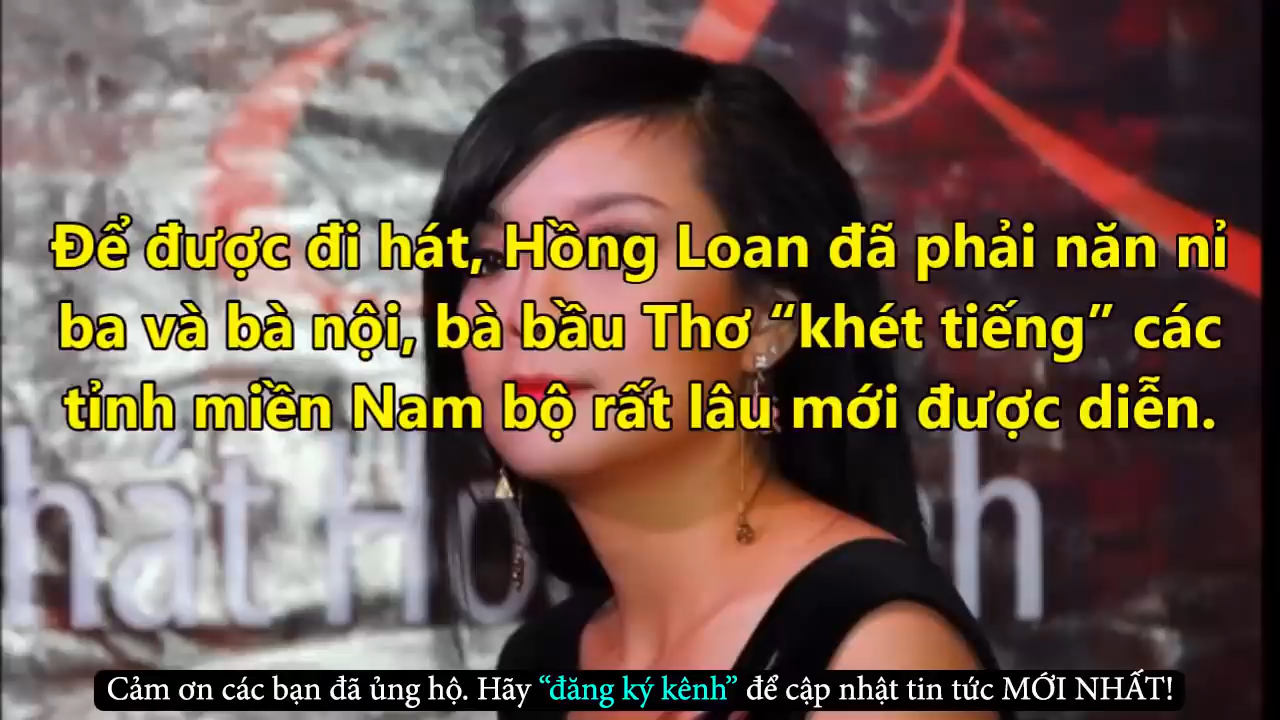 Để được đi hát, Hồng Loan đã phải năn nỉ
ba và bà nội, bà bầu Thơ “khét tiếng” các
tỉnh miền Nam bộ rất lâu mới được diễn.
hát
Cảm ơn các bạn đã ủng hộ. Hãy “đăng ký kênh” để cập nhật tin tức MỚI NHẤT!